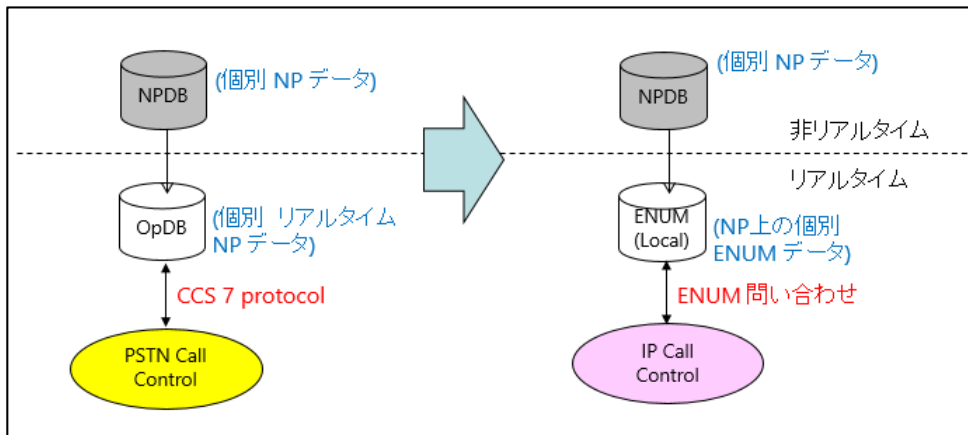 NPDB
(個別 NP データ)
OpDB
(個別 リアルタイム
NP データ)
CCS 7 protocol
PSTN Call
Control
NPDB
(個別 NP データ)
非リアルタイム
リアルタイム
ENUM
(Local)
(NP上の個別
ENUM データ)
ENUM 問い合わせ
IP Call
Control